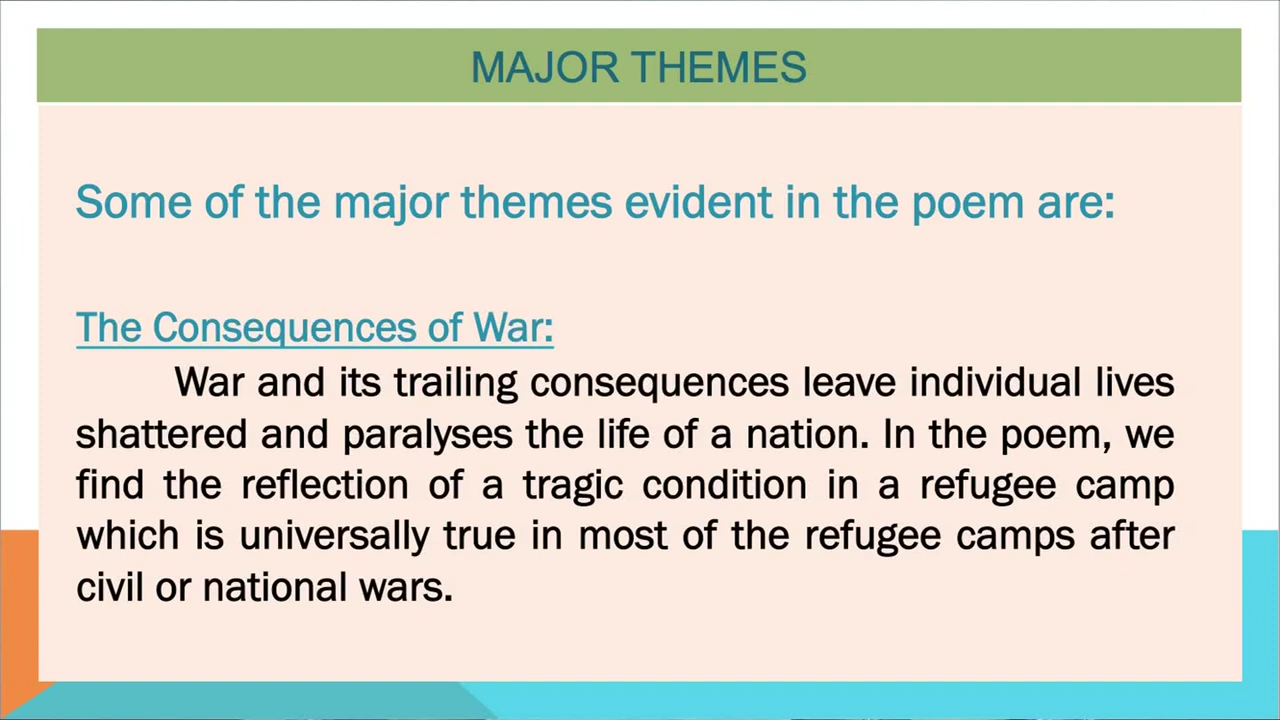 MAJOR THEMES
Some of the major themes evident in the poem are:
The Consequences of War:
War and its trailing consequences leave individual lives
shattered and paralyses the life of a nation. In the poem, we
find the reflection of a tragic condition in a refugee camp
which is universally true in most of the refugee camps after
civil or national wars.